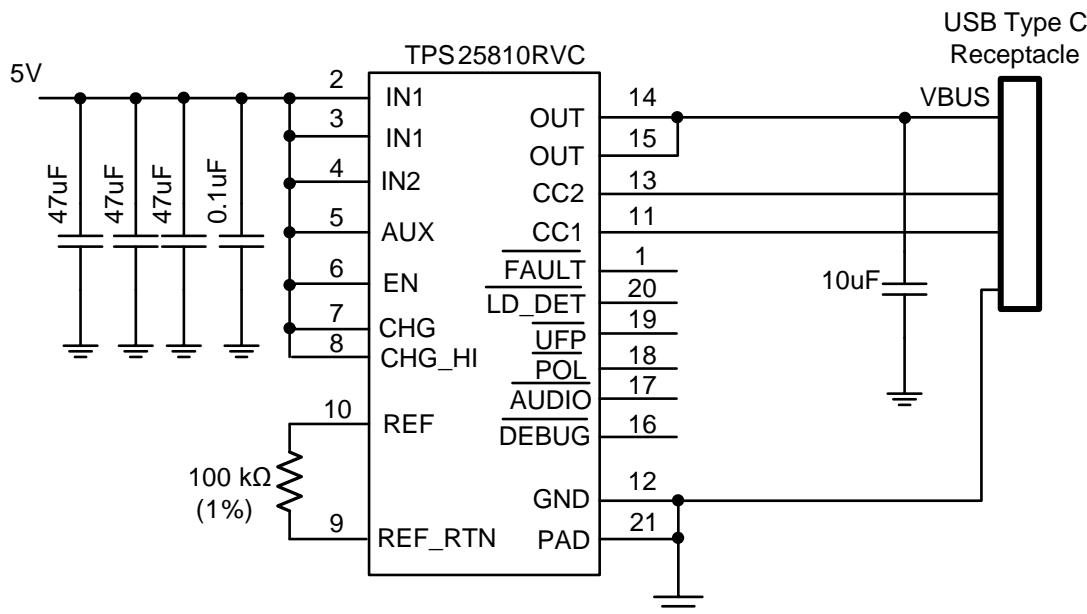 USB Type C
Receptacle
TPS25810RVC
5V
2
IN1
3
IN1
4
IN2
5
AUX
6
EN
7
CHG
8
CHG_HI
10
REF
9
REF_RTN
47uF
47uF
47uF
0.1uF
100 kΩ
(1%)
OUT
14
OUT
15
CC2
13
CC1
11
FAULT
1
LD_DET
20
UFP
19
POL
18
AUDIO
17
DEBUG
16
GND
12
PAD
21
VBUS
10uF